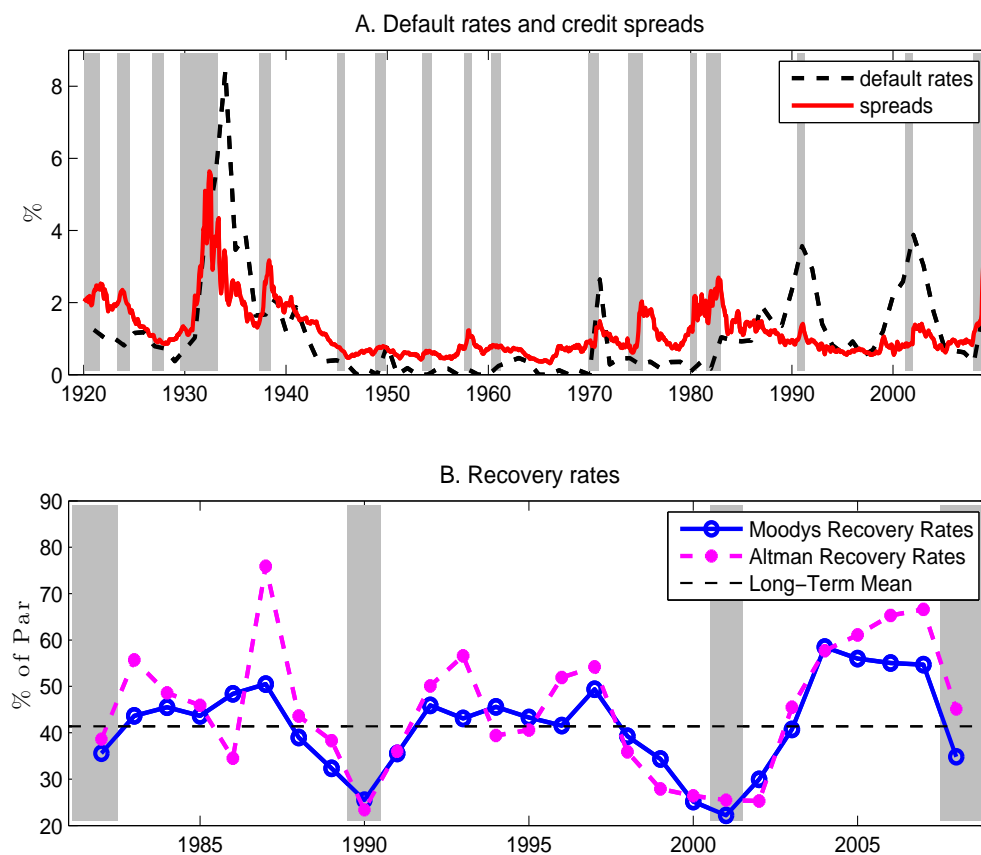 A. Default rates and credit spreads
default rates
spreads
%
8
6
4
2
0
1920 1930 1940 1950 1960 1970 1980 1990 2000
B. Recovery rates
Moodys Recovery Rates
Altman Recovery Rates
Long-Term Mean
% of Par
90
80
70
60
50
40
30
20
1985 1990 1995 2000 2005